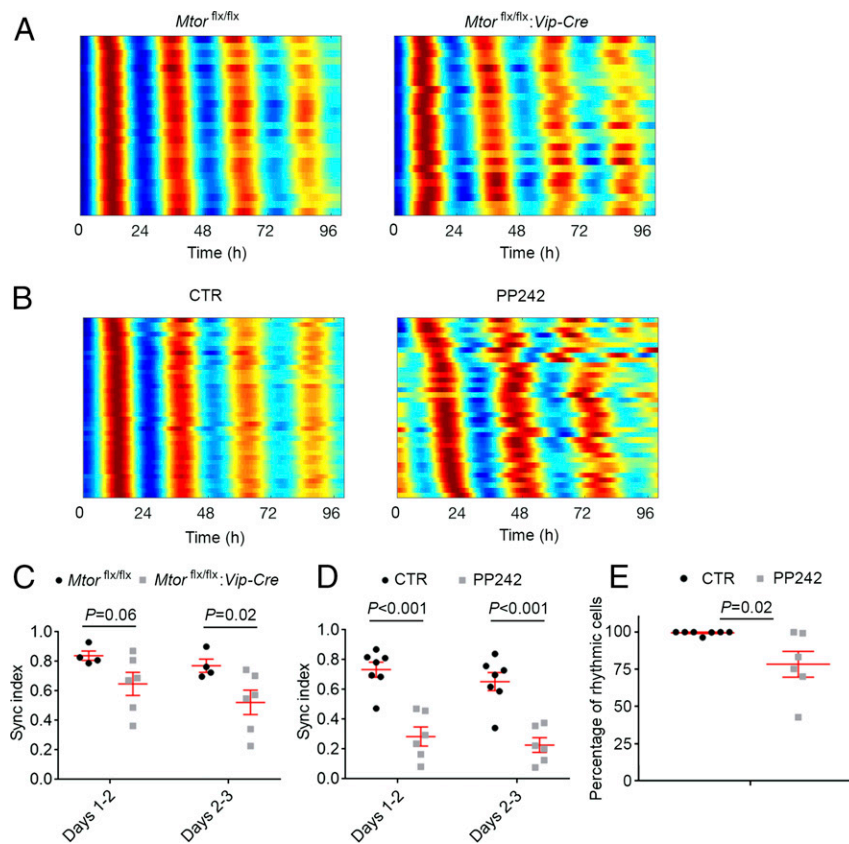 A
Mtor flx/flx
Mtor flx/flx:Vip-Cre
0 24 48 72 96
Time (h)
0 24 48 72 96
Time (h)
B
CTR
PP242
0 24 48 72 96
Time (h)
0 24 48 72 96
Time (h)
C
Mtor flx/flx
Mtor flx/flx:Vip-Cre
P=0.06
P=0.02
1.0
0.8
0.6
0.4
0.2
0.0
Sync index
Days 1-2
Days 2-3
D
CTR
PP242
P<0.001
P<0.001
1.0
0.8
0.6
0.4
0.2
0.0
Sync index
Days 1-2
Days 2-3
E
CTR
PP242
P=0.02
100
75
50
25
0
Percentage of rhythmic cells